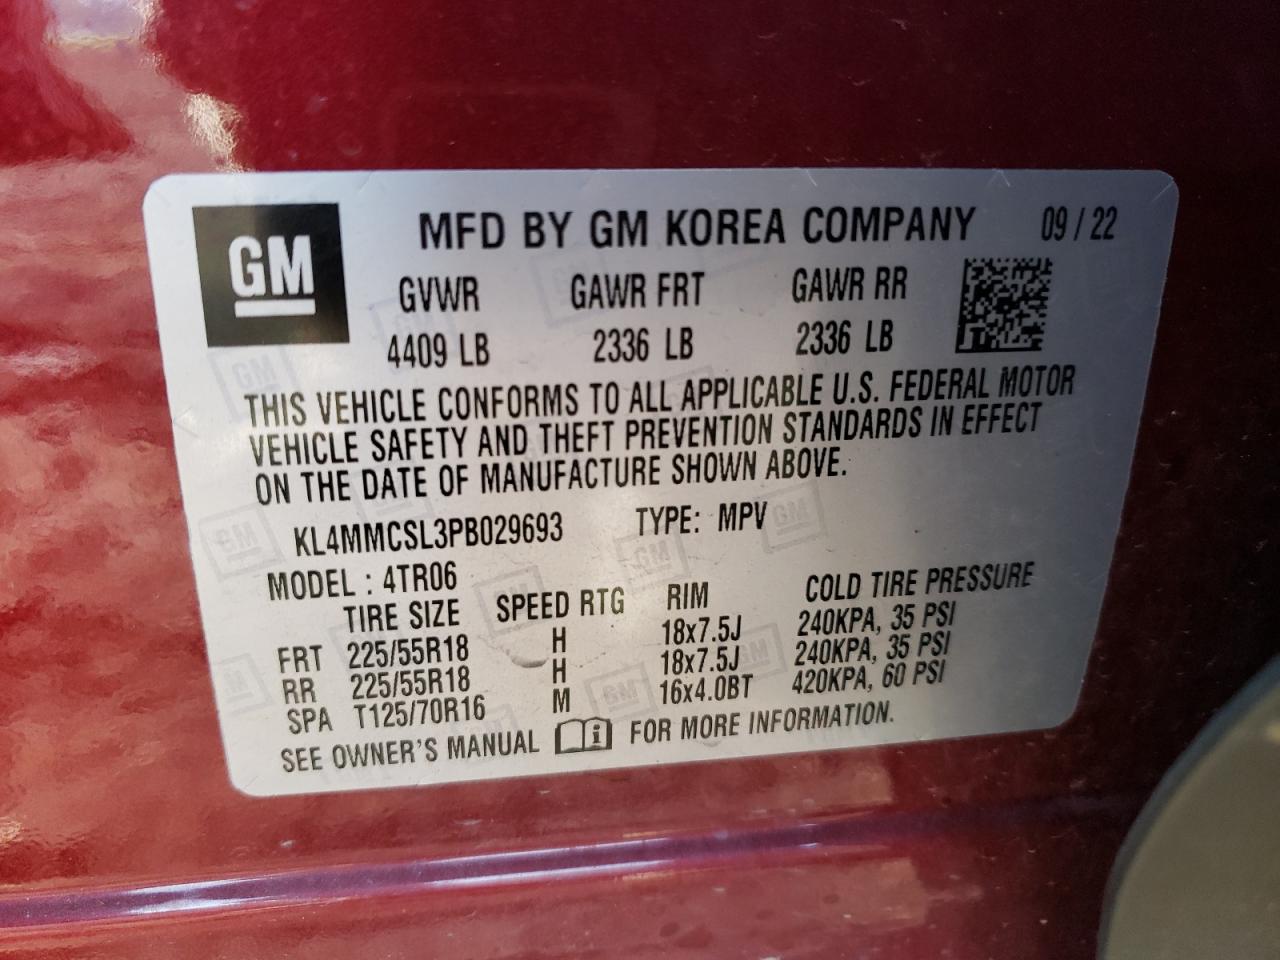 GM
MFD BY GM KOREA COMPANY 09 / 22
GVWR GAWR FRT GAWR RR
4409 LB 2336 LB 2336 LB
THIS VEHICLE CONFORMS TO ALL APPLICABLE U.S. FEDERAL MOTOR
VEHICLE SAFETY AND THEFT PREVENTION STANDARDS IN EFFECT
ON THE DATE OF MANUFACTURE SHOWN ABOVE.
KL4MMCSL3PB029693 TYPE: MPV
MODEL : 4TR06
TIRE SIZE SPEED RTG RIM COLD TIRE PRESSURE
FRT 225/55R18 H 18x7.5J 240KPA, 35 PSI
RR 225/55R18 H 18x7.5J 240KPA, 35 PSI
SPA T125/70R16 M 16x4.0BT 420KPA, 60 PSI
SEE OWNER'S MANUAL i FOR MORE INFORMATION.